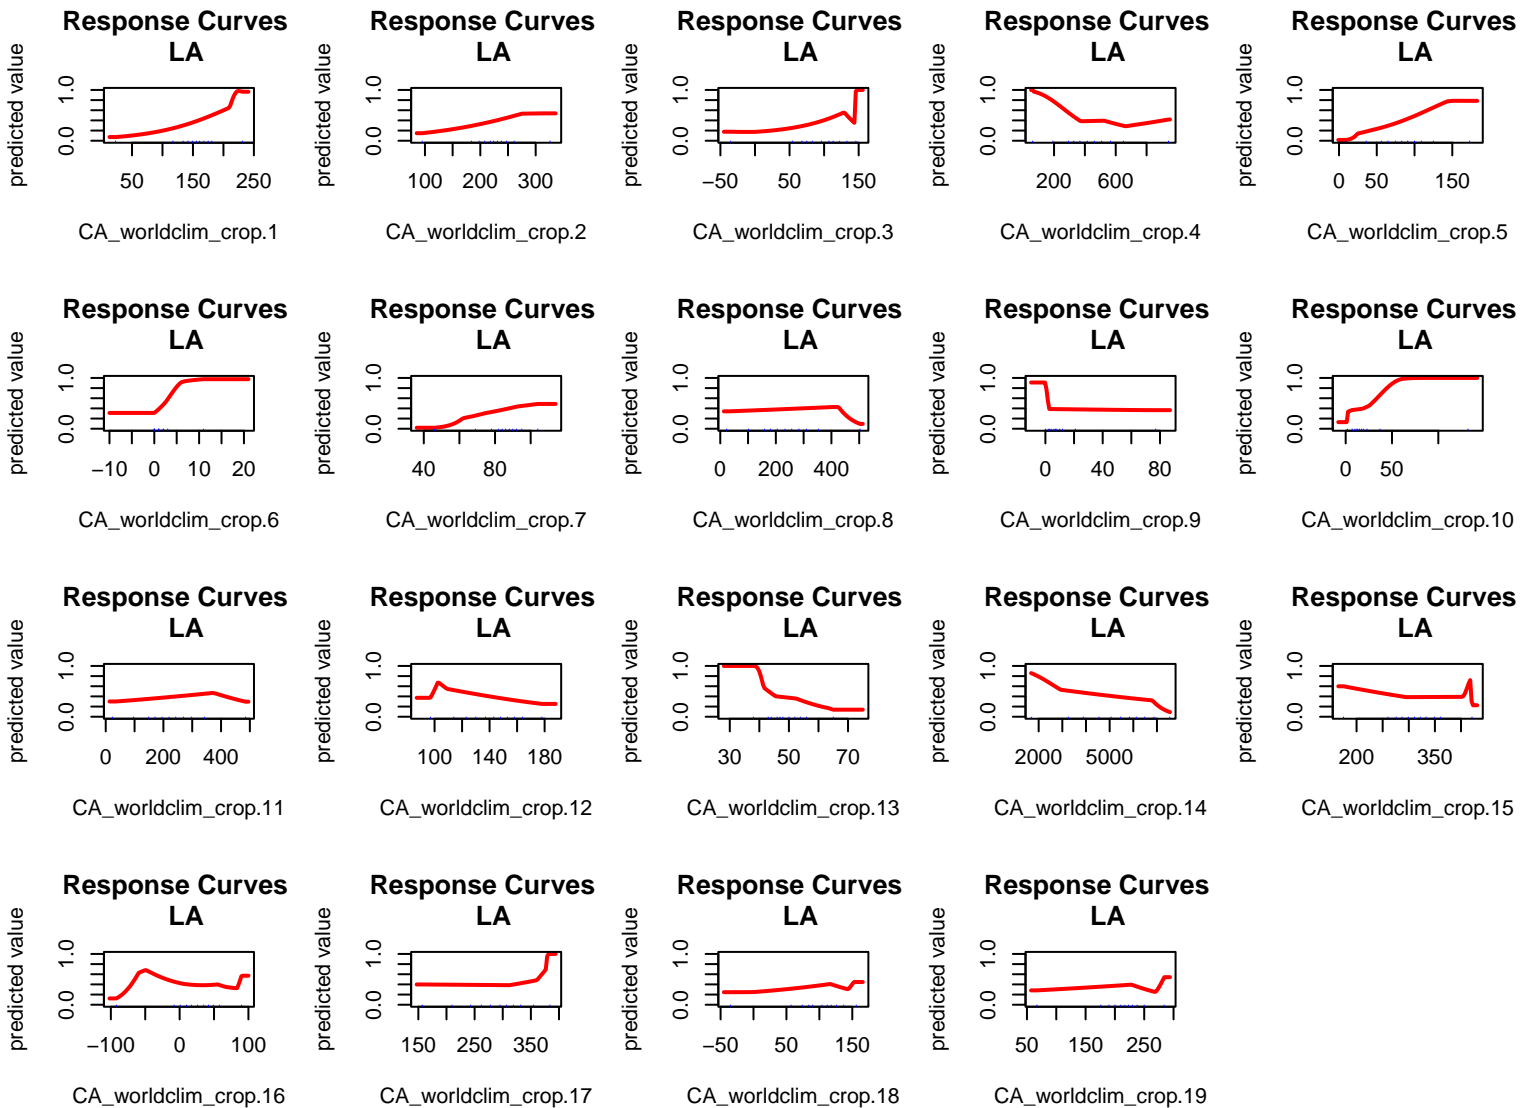 Response Curves
LA
predicted value
0.0 1.0
50 150 250
CA_worldclim_crop.1
Response Curves
LA
predicted value
0.0 1.0
100 200 300
CA_worldclim_crop.2
Response Curves
LA
predicted value
0.0 1.0
−50 50 150
CA_worldclim_crop.3
Response Curves
LA
predicted value
0.0 1.0
200 600
CA_worldclim_crop.4
Response Curves
LA
predicted value
0.0 1.0
0 50 150
CA_worldclim_crop.5
Response Curves
LA
predicted value
0.0 1.0
−10 0 10 20
CA_worldclim_crop.6
Response Curves
LA
predicted value
0.0 1.0
40 80
CA_worldclim_crop.7
Response Curves
LA
predicted value
0.0 1.0
0 200 400
CA_worldclim_crop.8
Response Curves
LA
predicted value
0.0 1.0
0 40 80
CA_worldclim_crop.9
Response Curves
LA
predicted value
0.0 1.0
0 50
CA_worldclim_crop.10
Response Curves
LA
predicted value
0.0 1.0
0 200 400
CA_worldclim_crop.11
Response Curves
LA
predicted value
0.0 1.0
100 140 180
CA_worldclim_crop.12
Response Curves
LA
predicted value
0.0 1.0
30 50 70
CA_worldclim_crop.13
Response Curves
LA
predicted value
0.0 1.0
2000 5000
CA_worldclim_crop.14
Response Curves
LA
predicted value
0.0 1.0
200 350
CA_worldclim_crop.15
Response Curves
LA
predicted value
0.0 1.0
−100 0 100
CA_worldclim_crop.16
Response Curves
LA
predicted value
0.0 1.0
150 250 350
CA_worldclim_crop.17
Response Curves
LA
predicted value
0.0 1.0
−50 50 150
CA_worldclim_crop.18
Response Curves
LA
predicted value
0.0 1.0
50 150 250
CA_worldclim_crop.19